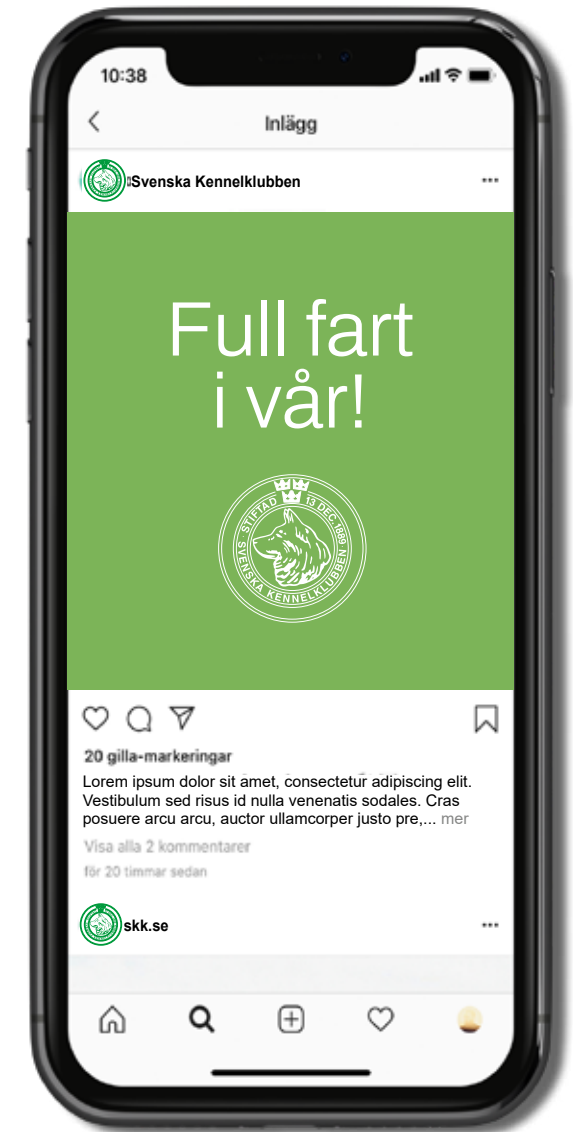 10:38
Inlägg
Svenska Kennelklubben
Full fart
i vår!
STIFTAD 13 DEC. 1889
SVENSKA KENNELKLUBBEN
20 gilla-markeringar
Lorem ipsum dolor sit amet, consectetur adipiscing elit.
Vestibulum sed risus id nulla venenatis sodales. Cras
posuere arcu arcu, auctor ullamcorper justo pre,... mer
Visa alla 2 kommentarer
för 20 timmar sedan
skk.se